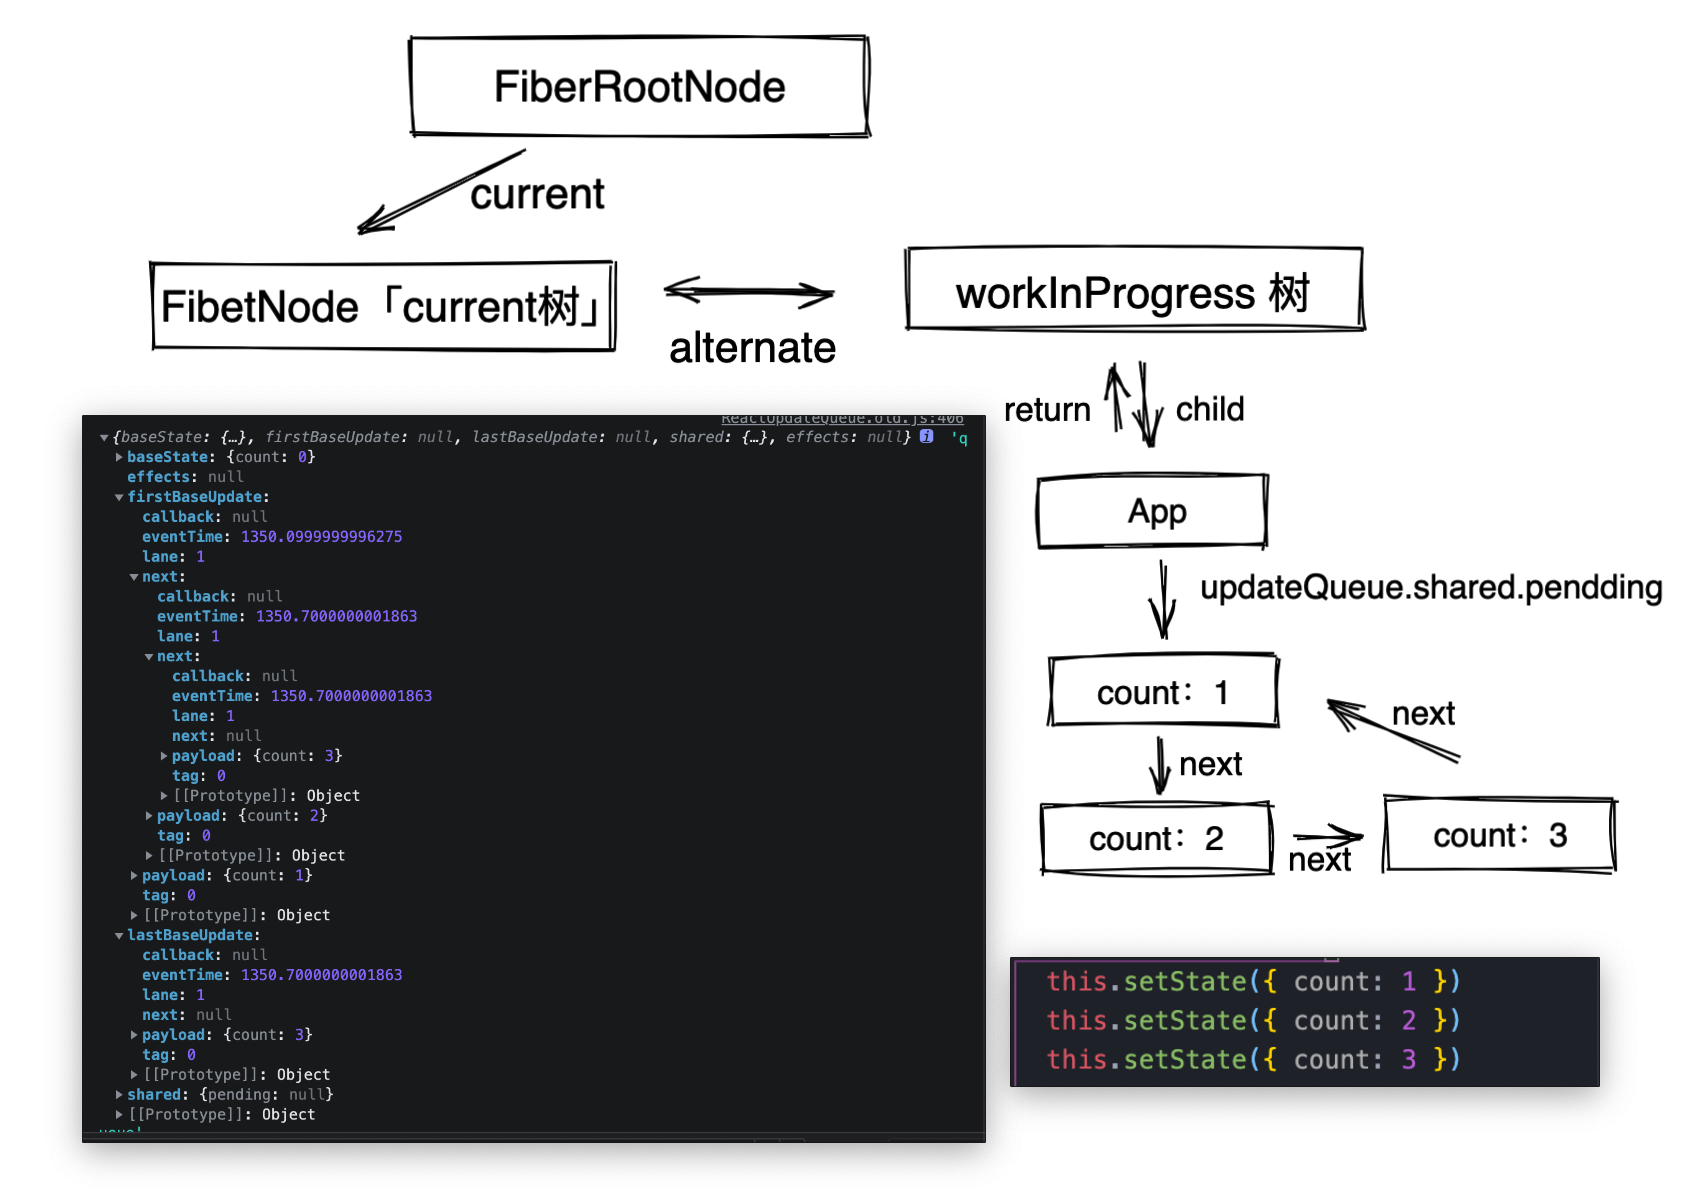 FiberRootNode
current
FibetNode「current树」
alternate
workInProgress 树
return
child
App
updateQueue.shared.pendding
count：1
next
next
count：2
next
count：3
ReactUpdateQueue.old.js:406
{baseState: {…}, firstBaseUpdate: null, lastBaseUpdate: null, shared: {…}, effects: null} i 'q
baseState: {count: 0}
effects: null
firstBaseUpdate:
callback: null
eventTime: 1350.0999999996275
lane: 1
next:
callback: null
eventTime: 1350.7000000001863
lane: 1
next:
callback: null
eventTime: 1350.7000000001863
lane: 1
next: null
payload: {count: 3}
tag: 0
[[Prototype]]: Object
payload: {count: 2}
tag: 0
[[Prototype]]: Object
payload: {count: 1}
tag: 0
[[Prototype]]: Object
lastBaseUpdate:
callback: null
eventTime: 1350.7000000001863
lane: 1
next: null
payload: {count: 3}
tag: 0
[[Prototype]]: Object
shared: {pending: null}
[[Prototype]]: Object
ueue'
this.setState({ count: 1 })
this.setState({ count: 2 })
this.setState({ count: 3 })